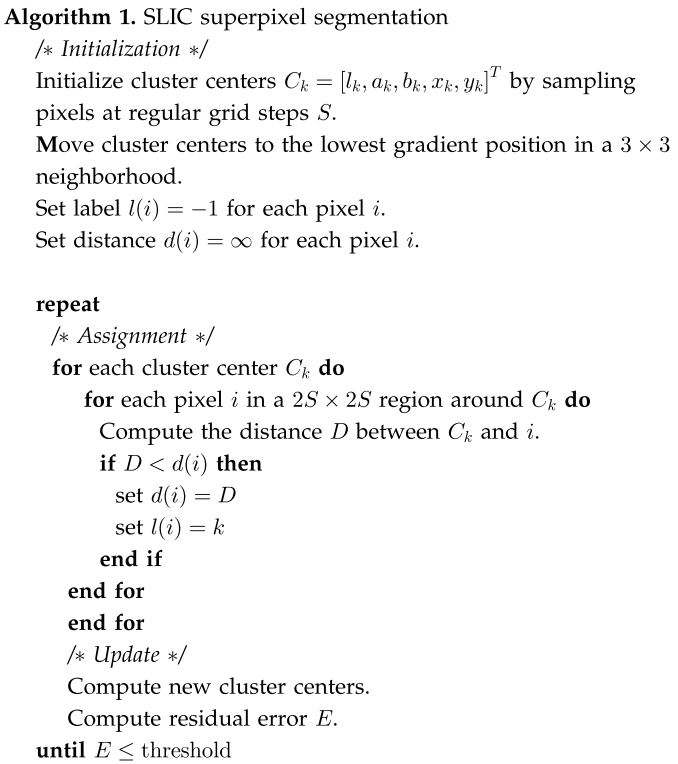 Algorithm 1. SLIC superpixel segmentation
/∗ Initialization ∗/
Initialize cluster centers $C_k = [l_k, a_k, b_k, x_k, y_k]^T$ by sampling
pixels at regular grid steps $S$.
Move cluster centers to the lowest gradient position in a $3 \times 3$
neighborhood.
Set label $l(i) = -1$ for each pixel $i$.
Set distance $d(i) = \infty$ for each pixel $i$.
repeat
/∗ Assignment ∗/
for each cluster center $C_k$ do
for each pixel $i$ in a $2S \times 2S$ region around $C_k$ do
Compute the distance $D$ between $C_k$ and $i$.
if $D < d(i)$ then
set $d(i) = D$
set $l(i) = k$
end if
end for
end for
/∗ Update ∗/
Compute new cluster centers.
Compute residual error $E$.
until $E \leq$ threshold